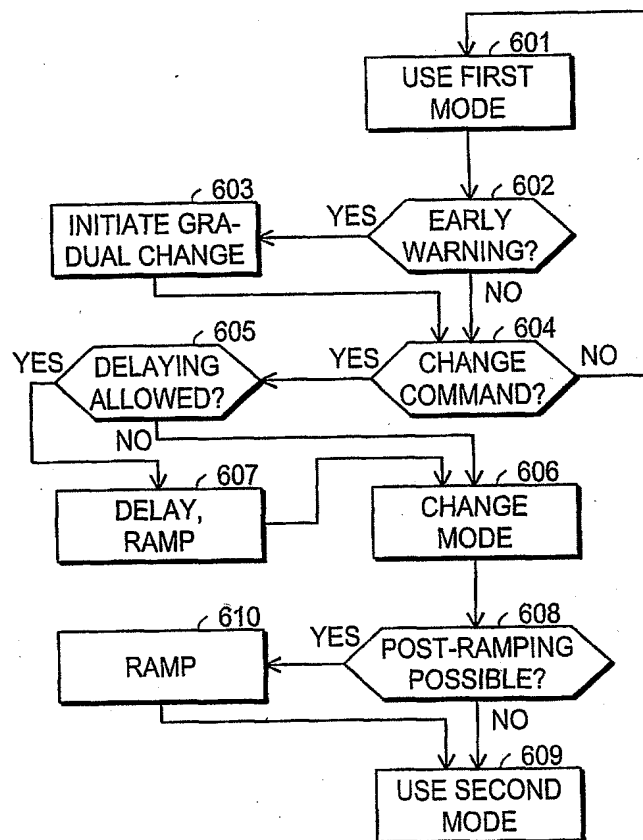 601
USE FIRST
MODE
602
EARLY
WARNING?
YES
NO
603
INITIATE GRA-
DUAL CHANGE
604
CHANGE
COMMAND?
YES
NO
605
DELAYING
ALLOWED?
YES
NO
607
DELAY,
RAMP
606
CHANGE
MODE
608
POST-RAMPING
POSSIBLE?
YES
NO
610
RAMP
609
USE SECOND
MODE